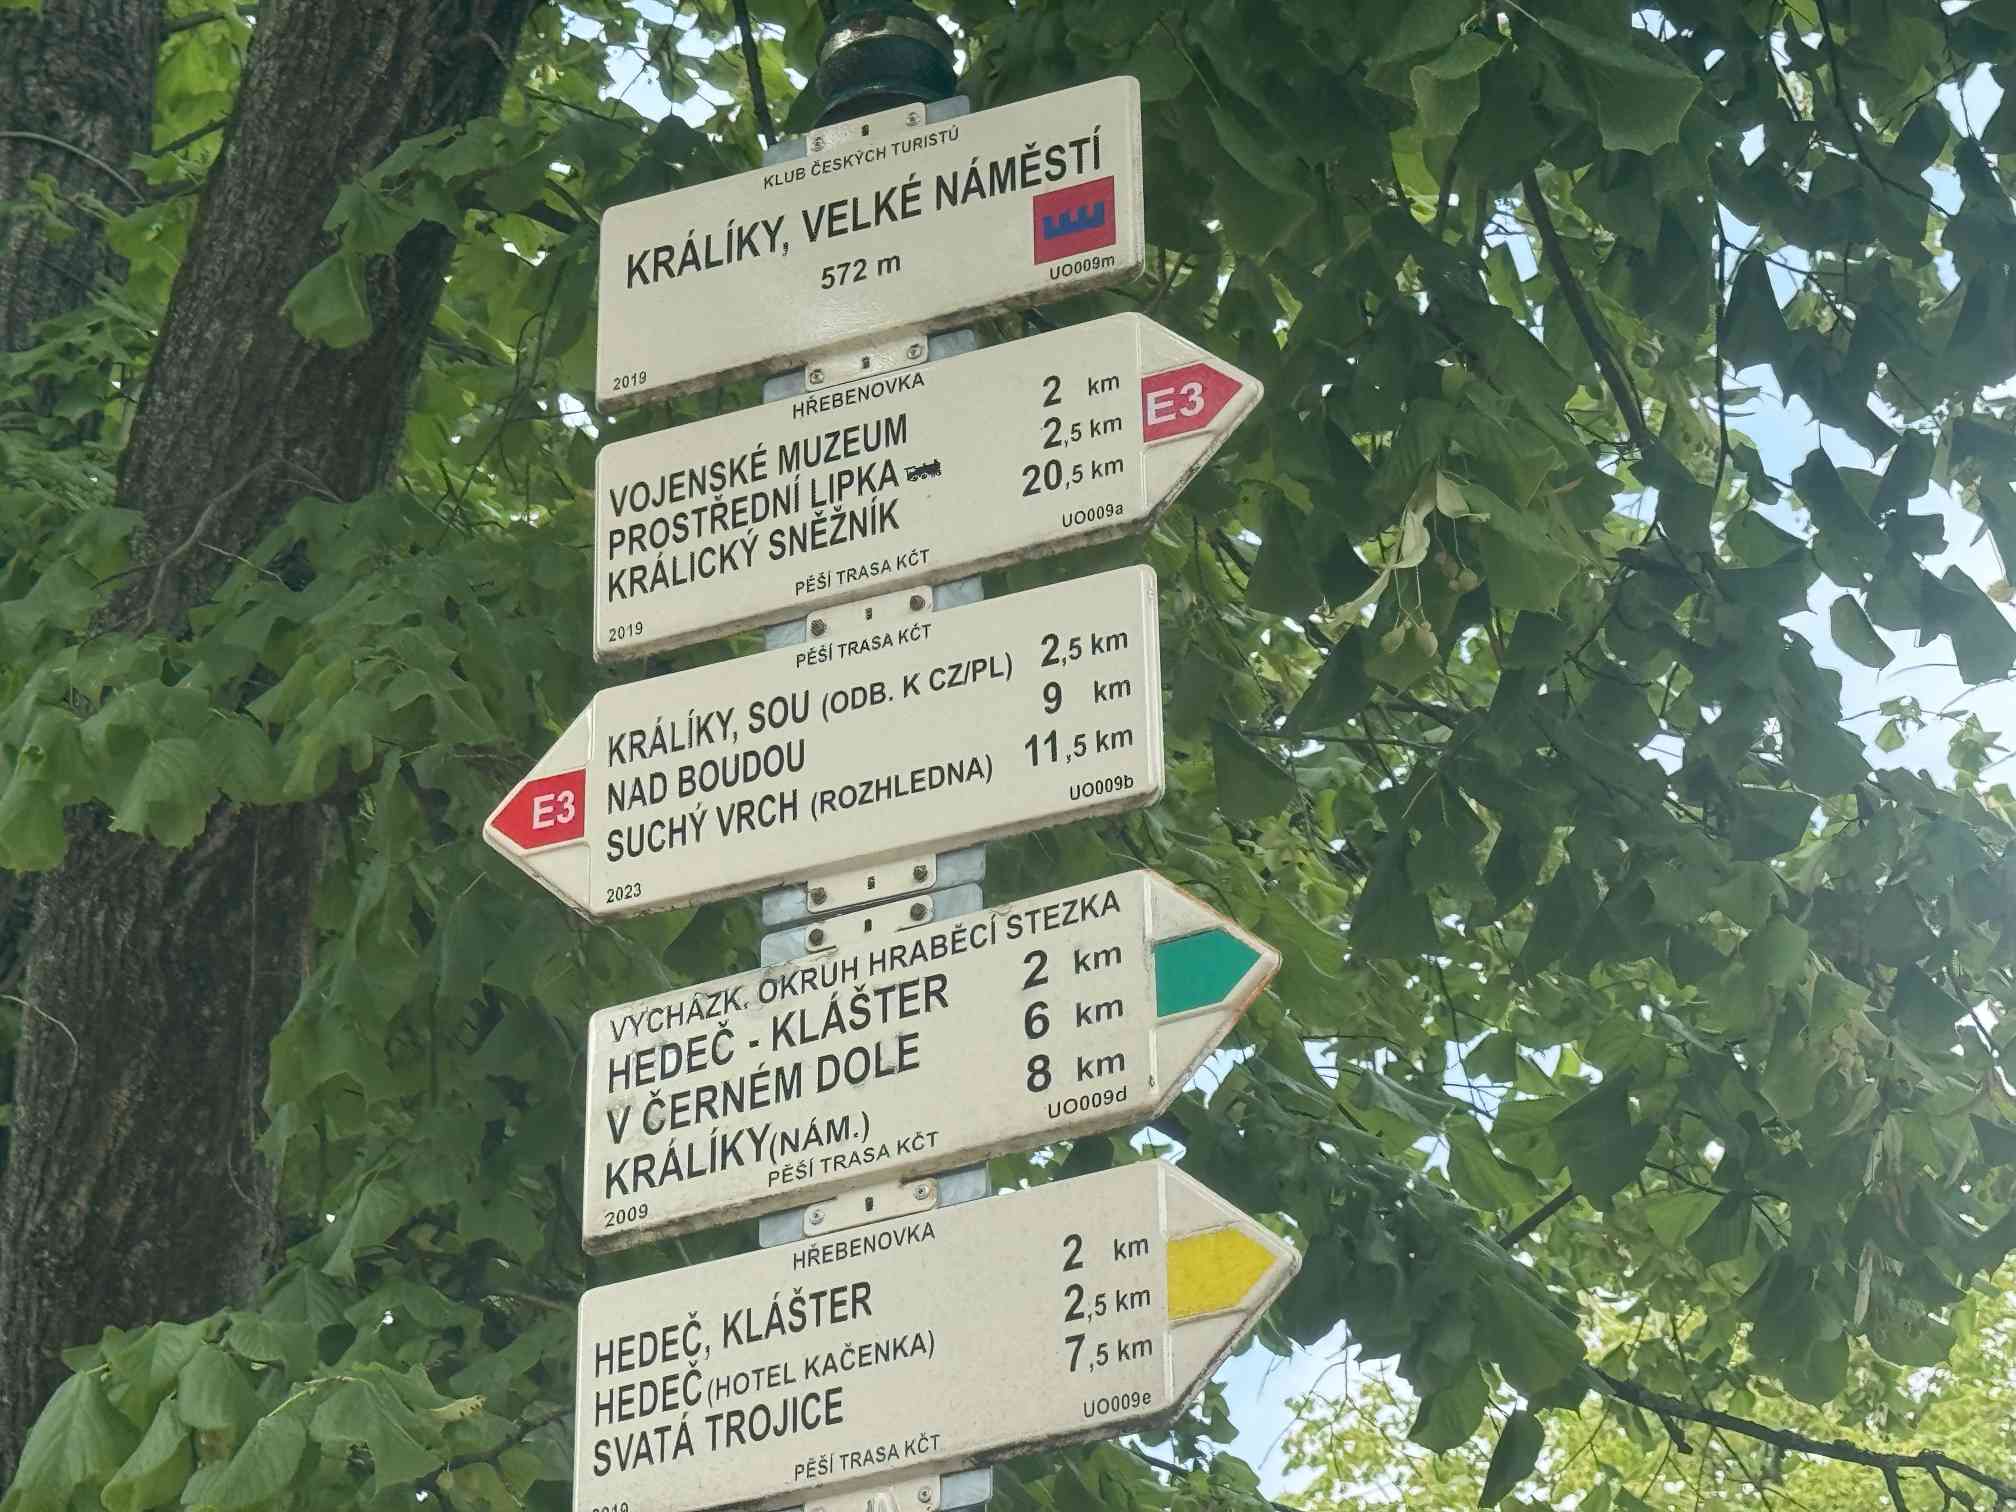 KLUB ČESKÝCH TURISTŮ
KRÁLÍKY, VELKÉ NÁMĚSTÍ
572 m
UO009m
2019
HŘEBENOVKA
VOJENSKÉ MUZEUM 2 km
PROSTŘEDNÍ LIPKA 2,5 km
KRÁLICKÝ SNĚŽNÍK 20,5 km
E3
UO009a
PĚŠÍ TRASA KČT
2019
PĚŠÍ TRASA KČT
KRÁLÍKY, SOU (ODB. K CZ/PL) 2,5 km
NAD BOUDOU 9 km
SUCHÝ VRCH (ROZHLEDNA) 11,5 km
E3
UO009b
2023
VYCHÁZK. OKRUH HRABĚCÍ STEZKA
HEDEČ - KLÁŠTER 2 km
V ČERNÉM DOLE 6 km
KRÁLÍKY(NÁM.) 8 km
UO009d
PĚŠÍ TRASA KČT
2009
HŘEBENOVKA
HEDEČ, KLÁŠTER 2 km
HEDEČ(HOTEL KAČENKA) 2,5 km
SVATÁ TROJICE 7,5 km
UO009e
PĚŠÍ TRASA KČT
2019